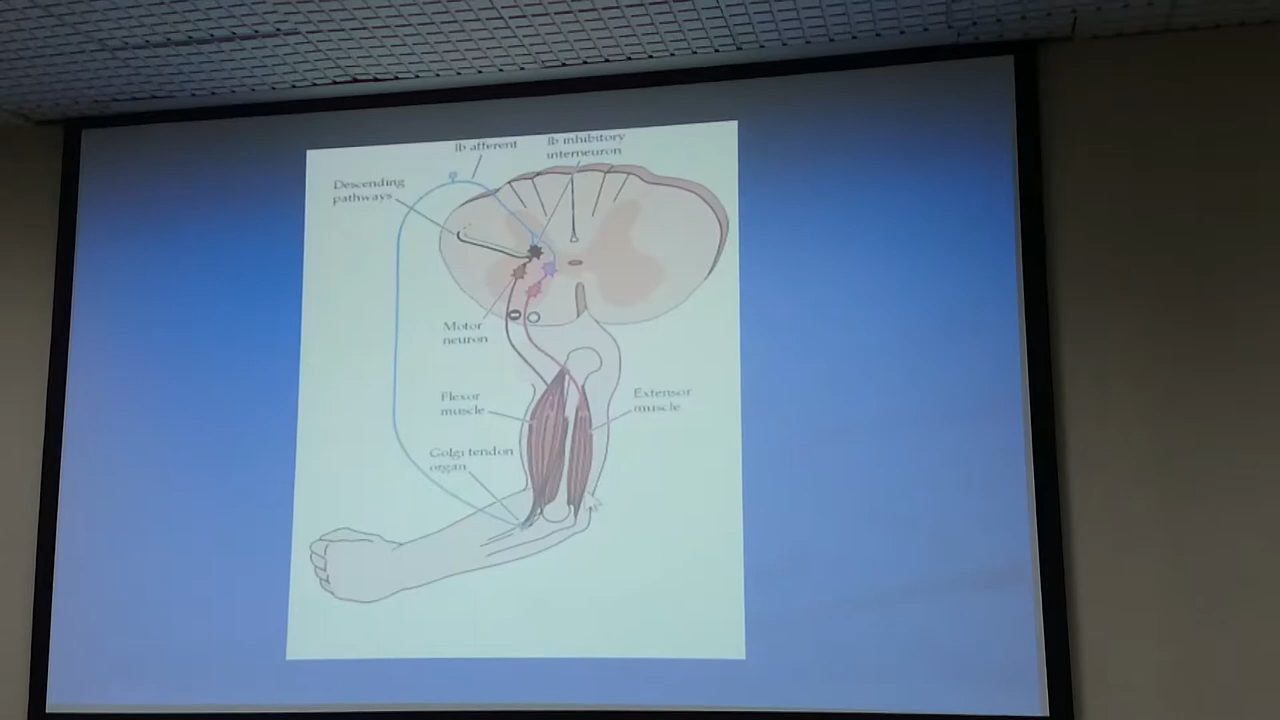 Ib afferent
Ib inhibitory
interneuron
Descending
pathways
Motor
neuron
Flexor
muscle
Extensor
muscle
Golgi tendon
organ